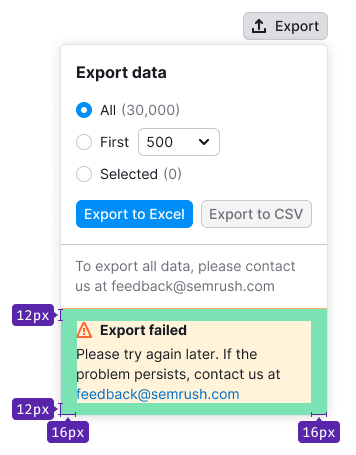 Export
Export data
All (30,000)
First 500
Selected (0)
Export to Excel Export to CSV
To export all data, please contact
us at feedback@semrush.com
12px
Export failed
Please try again later. If the
problem persists, contact us at
feedback@semrush.com
12px
16px 16px